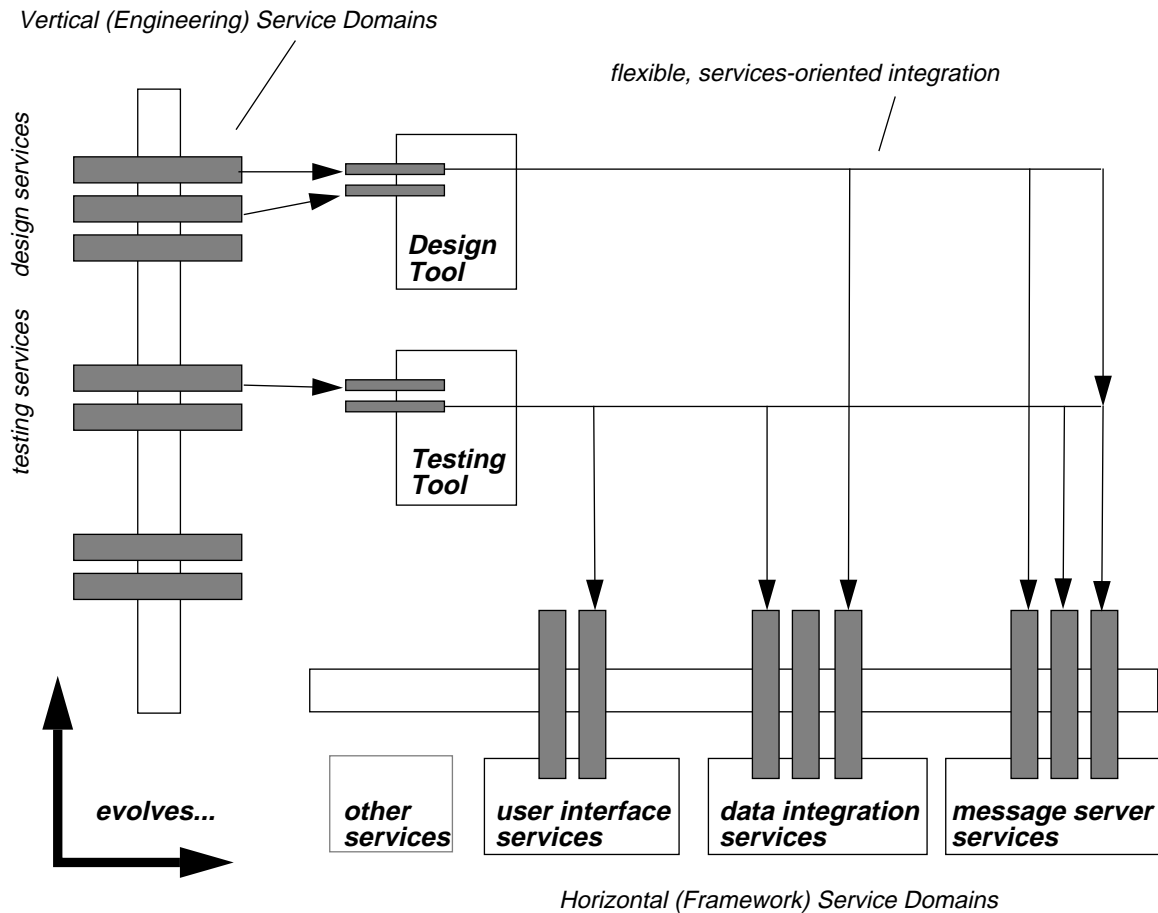 Vertical (Engineering) Service Domains
flexible, services-oriented integration
design services
Design
Tool
testing services
Testing
Tool
evolves...
other
services
user interface
services
data integration
services
message server
services
Horizontal (Framework) Service Domains